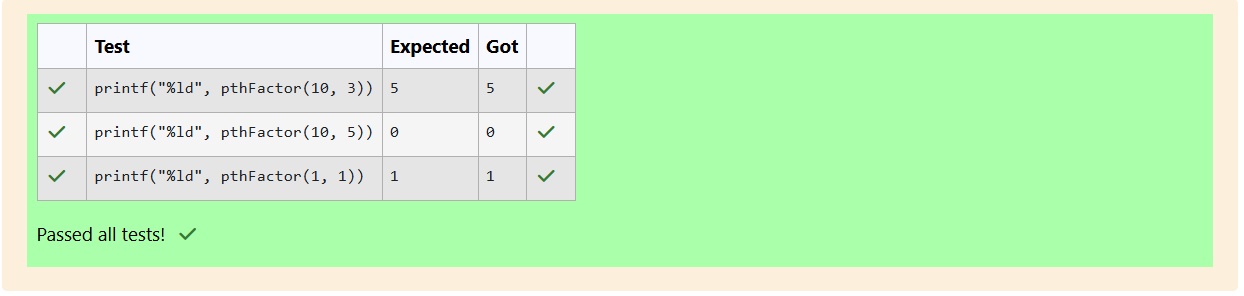 Test Expected Got
printf("%ld", pthFactor(10, 3)) 5 5
printf("%ld", pthFactor(10, 5)) 0 0
printf("%ld", pthFactor(1, 1)) 1 1
Passed all tests!